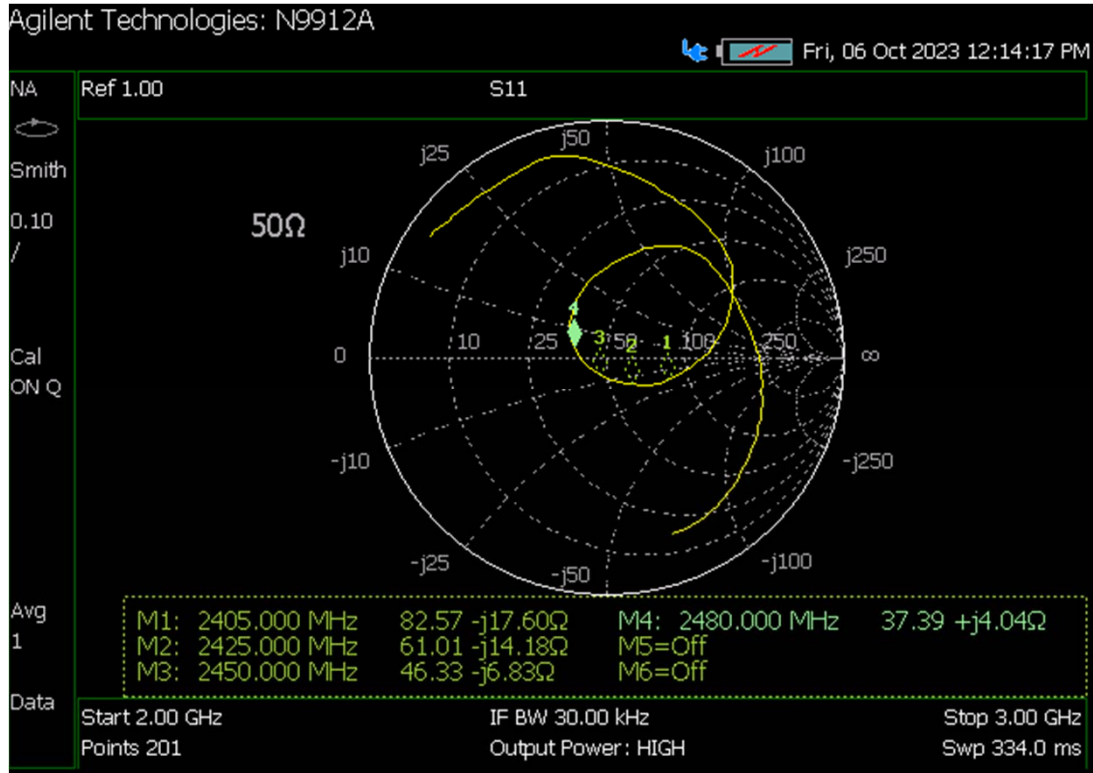 Agilent Technologies: N9912A
Fri, 06 Oct 2023 12:14:17 PM
NA
Ref 1.00 S11
Smith
0.10
/
Cal
ON Q
Avg
1
Data
50Ω
j50
j25 j100
j10 j250
0 10 25 50 100 250 ∞
4
3 2 1
-j10 -j250
-j25 -j50 -j100
M1: 2405.000 MHz 82.57 -j17.60Ω M4: 2480.000 MHz 37.39 +j4.04Ω
M2: 2425.000 MHz 61.01 -j14.18Ω M5=Off
M3: 2450.000 MHz 46.33 -j6.83Ω M6=Off
Start 2.00 GHz IF BW 30.00 kHz Stop 3.00 GHz
Points 201 Output Power: HIGH Swp 334.0 ms